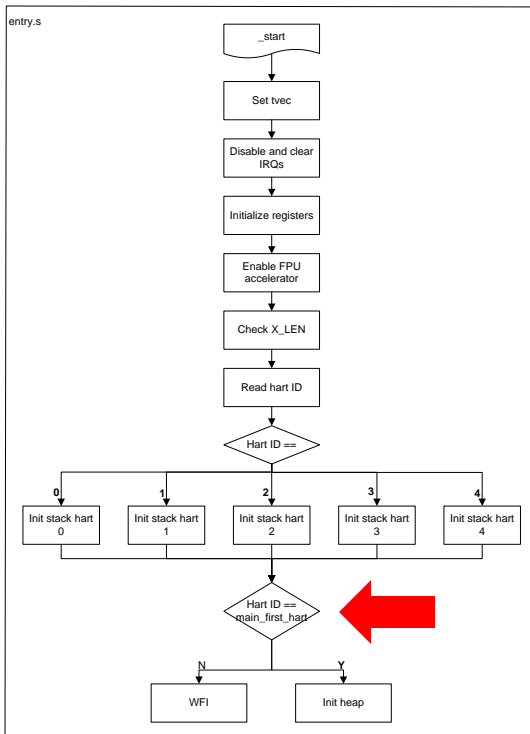 entry.s
_start
Set tvec
Disable and clear
IRQs
Initialize registers
Enable FPU
accelerator
Check X_LEN
Read hart ID
Hart ID ==
0
1
2
3
4
Init stack hart
0
Init stack hart
1
Init stack hart
2
Init stack hart
3
Init stack hart
4
Hart ID ==
main_first_hart
N
Y
WFI
Init heap